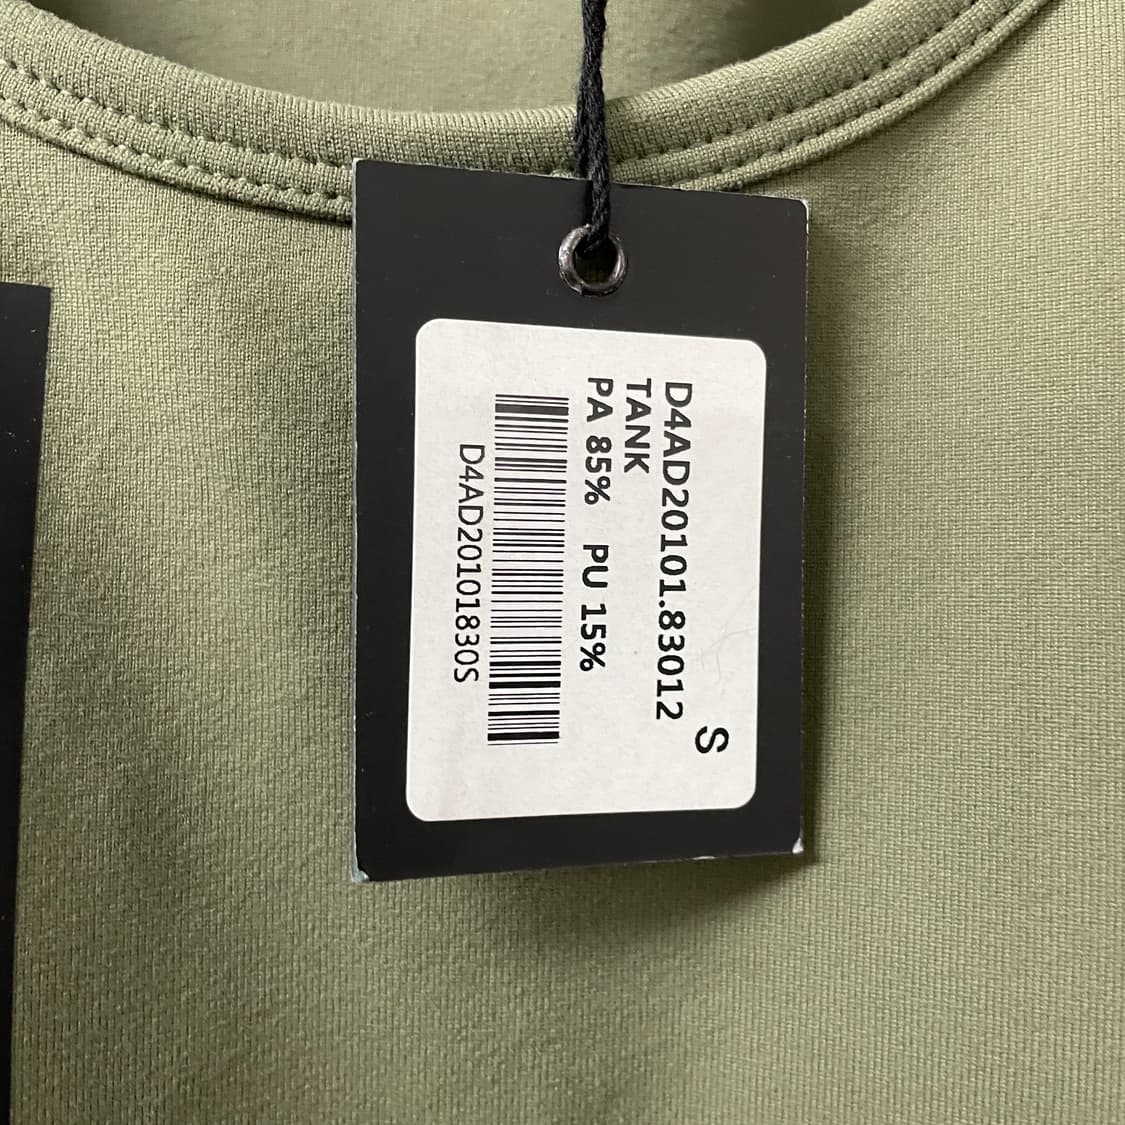 S
D4AD20101.83012
TANK
PA 85% PU 15%
D4AD20101830S